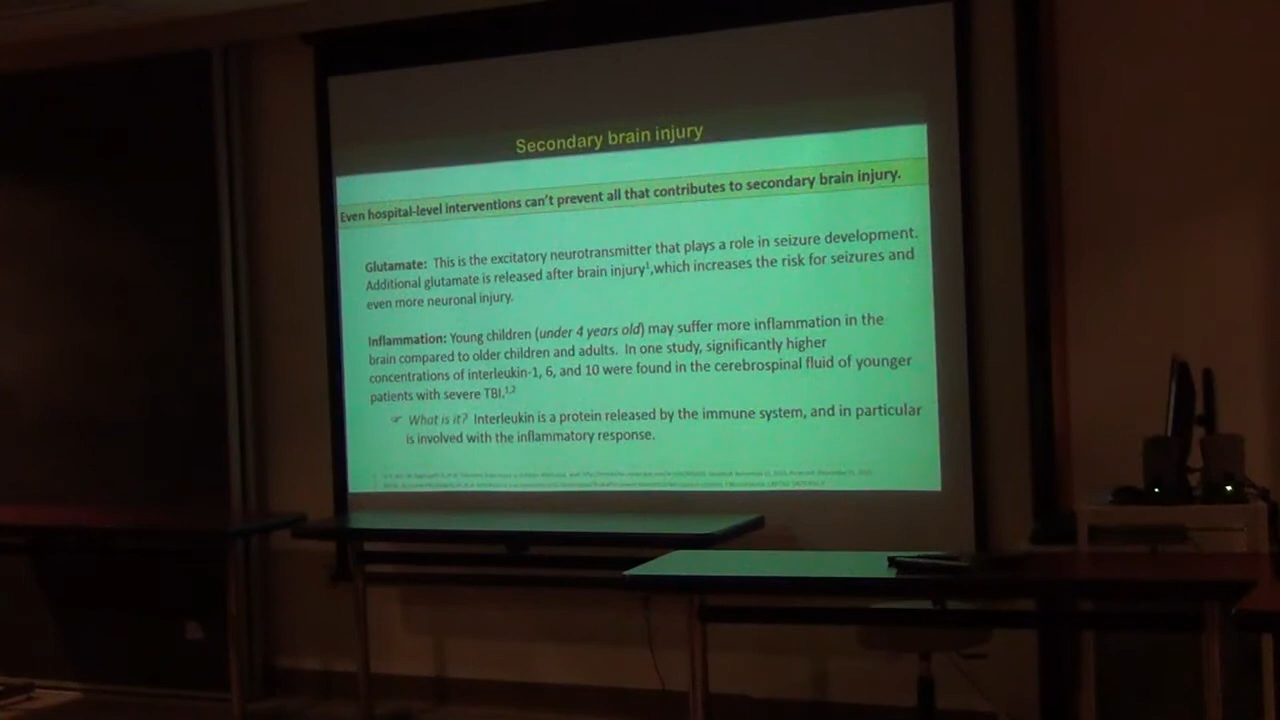 Secondary brain injury
Even hospital-level interventions can't prevent all that contributes to secondary brain injury.
Glutamate: This is the excitatory neurotransmitter that plays a role in seizure development.
Additional glutamate is released after brain injury¹,which increases the risk for seizures and
even more neuronal injury.
Inflammation: Young children (under 4 years old) may suffer more inflammation in the
brain compared to older children and adults. In one study, significantly higher
concentrations of interleukin-1, 6, and 10 were found in the cerebrospinal fluid of younger
patients with severe TBI.¹,²
☞ What is it? Interleukin is a protein released by the immune system, and in particular
is involved with the inflammatory response.